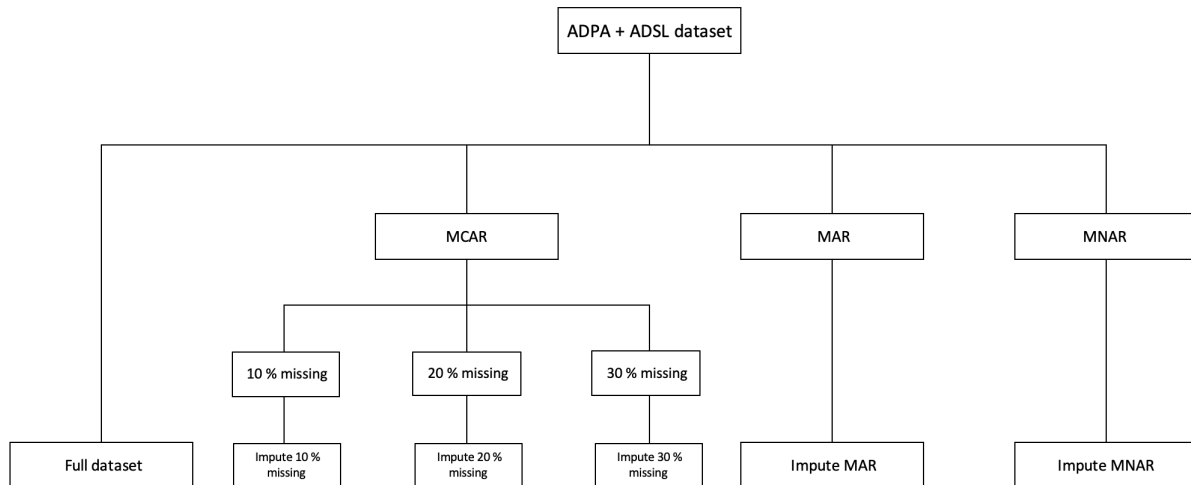 ADPA + ADSL dataset
MCAR
MAR
MNAR
10 % missing
20 % missing
30 % missing
Full dataset
Impute 10 %
missing
Impute 20 %
missing
Impute 30 %
missing
Impute MAR
Impute MNAR